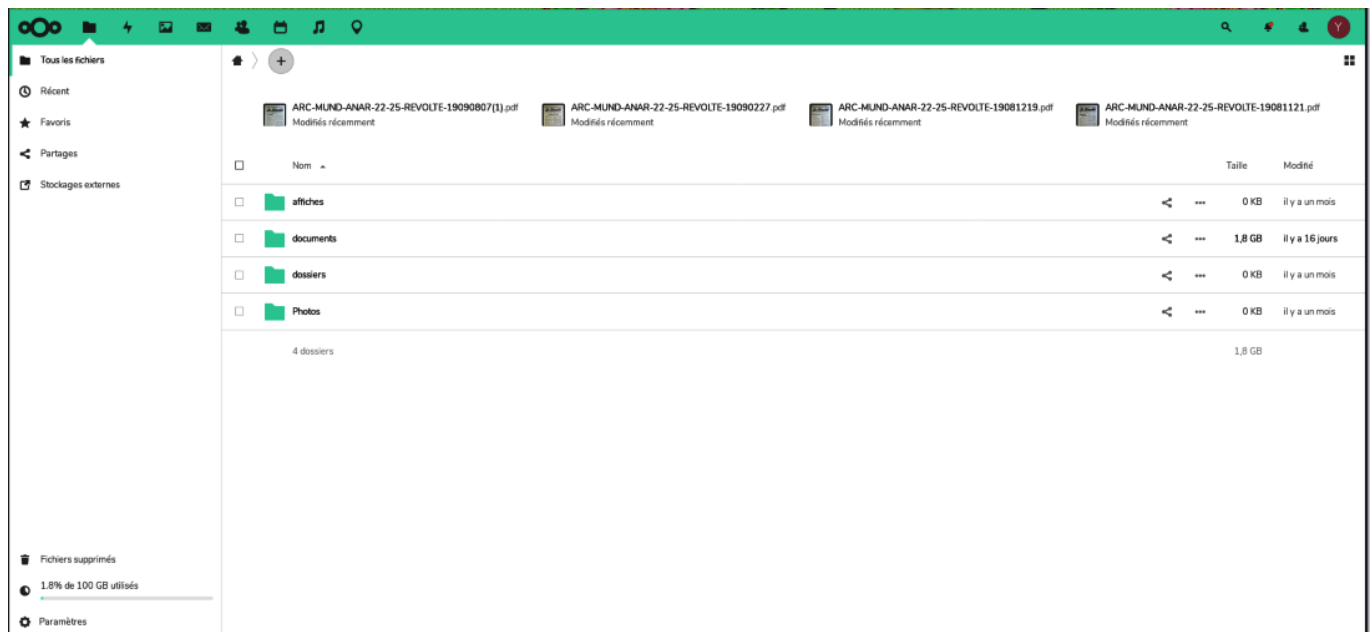 Y
Tous les fichiers
Récent
Favoris
Partages
Stockages externes
ARC-MUND-ANAR-22-25-REVOLTE-19090807(1).pdf
Modifiés récemment
ARC-MUND-ANAR-22-25-REVOLTE-19090227.pdf
Modifiés récemment
ARC-MUND-ANAR-22-25-REVOLTE-19081219.pdf
Modifiés récemment
ARC-MUND-ANAR-22-25-REVOLTE-19081121.pdf
Modifiés récemment
Nom Taille Modifié
affiches 0 KB il y a un mois
documents 1,8 GB il y a 16 jours
dossiers 0 KB il y a un mois
Photos 0 KB il y a un mois
4 dossiers 1,8 GB
Fichiers supprimés
1.8% de 100 GB utilisés
Paramètres